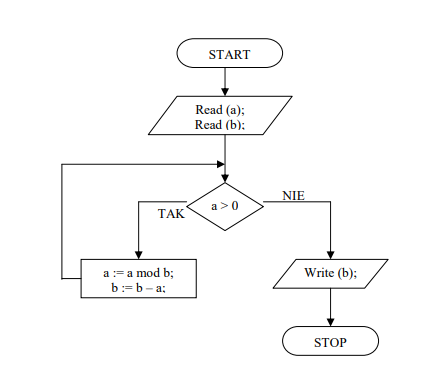 START
Read (a);
Read (b);
a > 0
TAK
NIE
a := a mod b;
b := b – a;
Write (b);
STOP